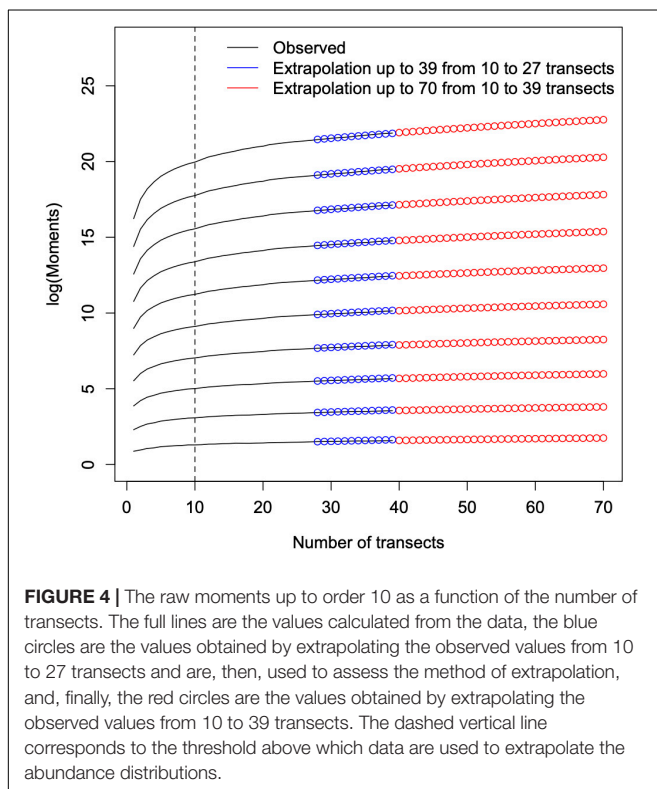 Observed
Extrapolation up to 39 from 10 to 27 transects
Extrapolation up to 70 from 10 to 39 transects
25
20
15
10
5
0
log(Moments)
0 10 20 30 40 50 60 70
Number of transects
FIGURE 4 | The raw moments up to order 10 as a function of the number of
transects. The full lines are the values calculated from the data, the blue
circles are the values obtained by extrapolating the observed values from 10
to 27 transects and are, then, used to assess the method of extrapolation,
and, finally, the red circles are the values obtained by extrapolating the
observed values from 10 to 39 transects. The dashed vertical line
corresponds to the threshold above which data are used to extrapolate the
abundance distributions.